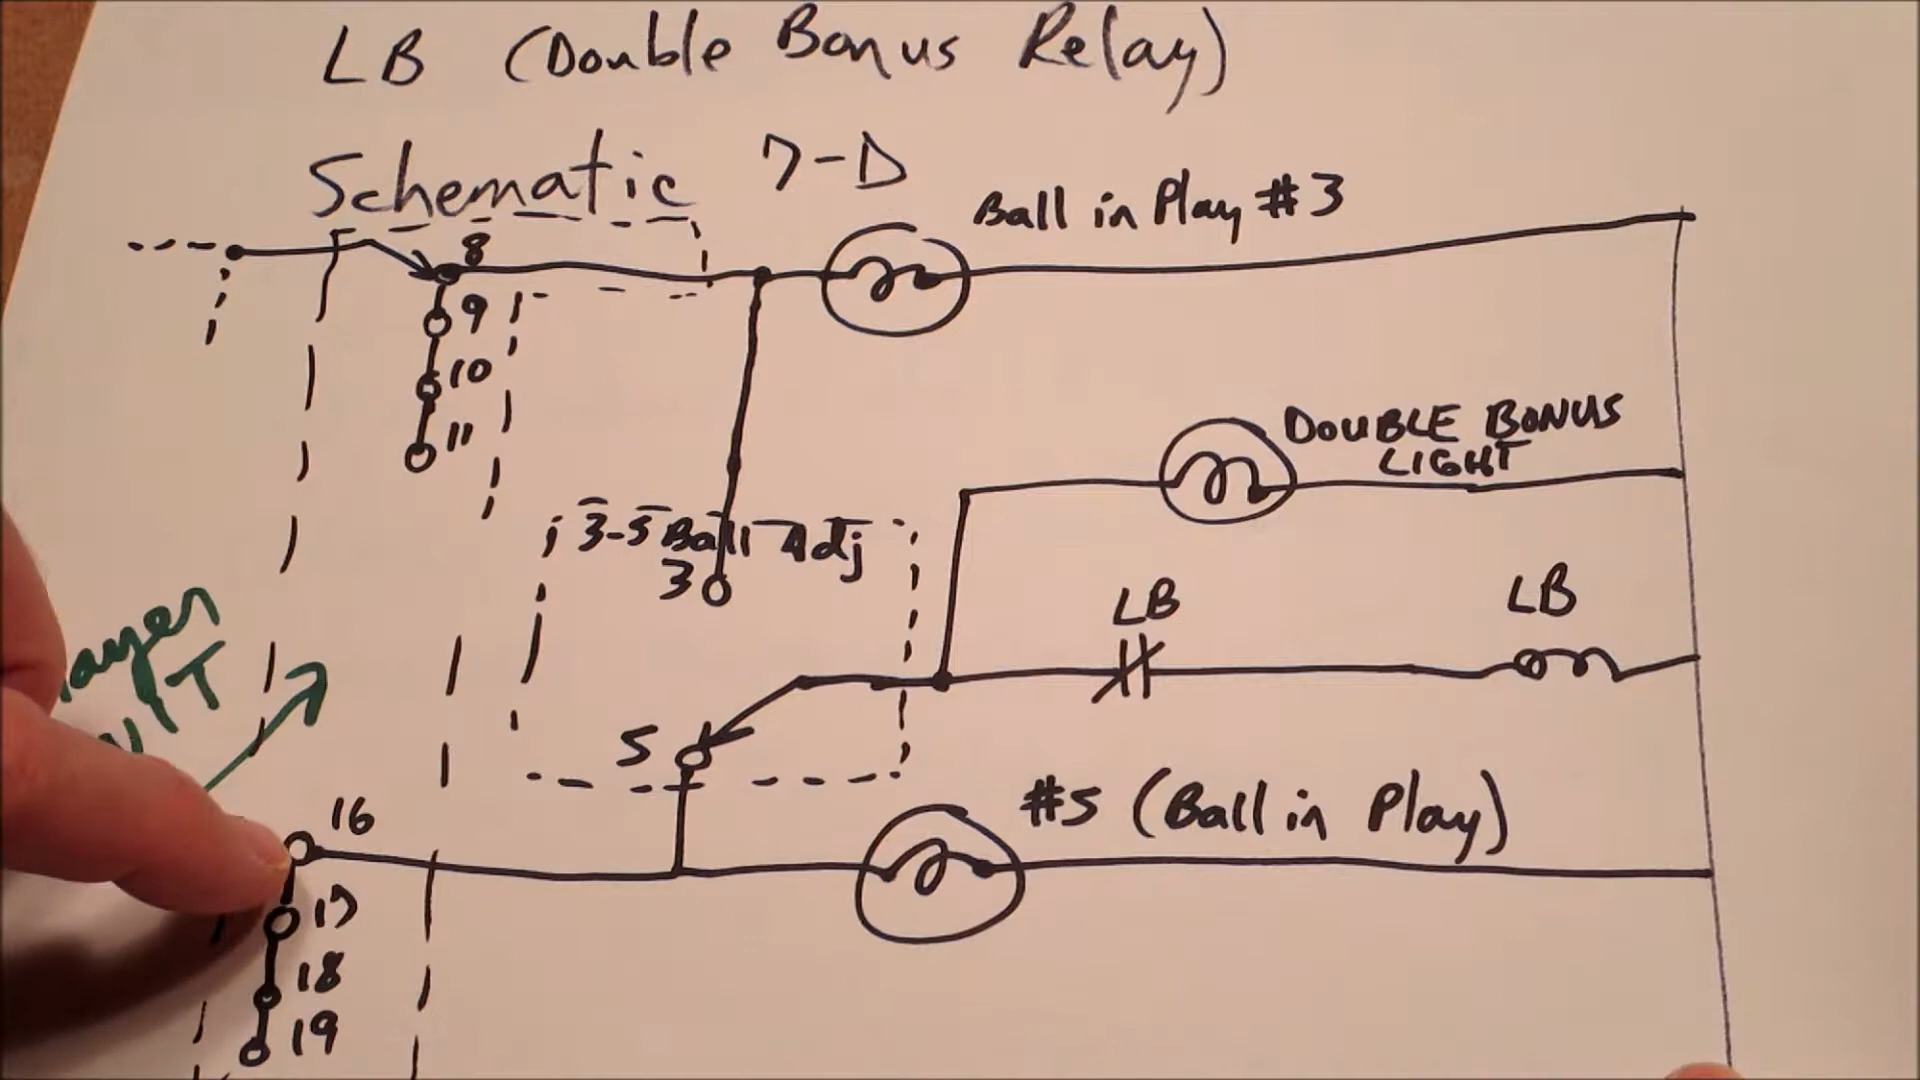 LB (Double Bonus Relay)
Schematic 7-D
Ball in Play #3
8
9
10
11
DOUBLE BONUS
LIGHT
3-5 Ball Adj
3
LB
LB
5
#5 (Ball in Play)
16
17
18
19